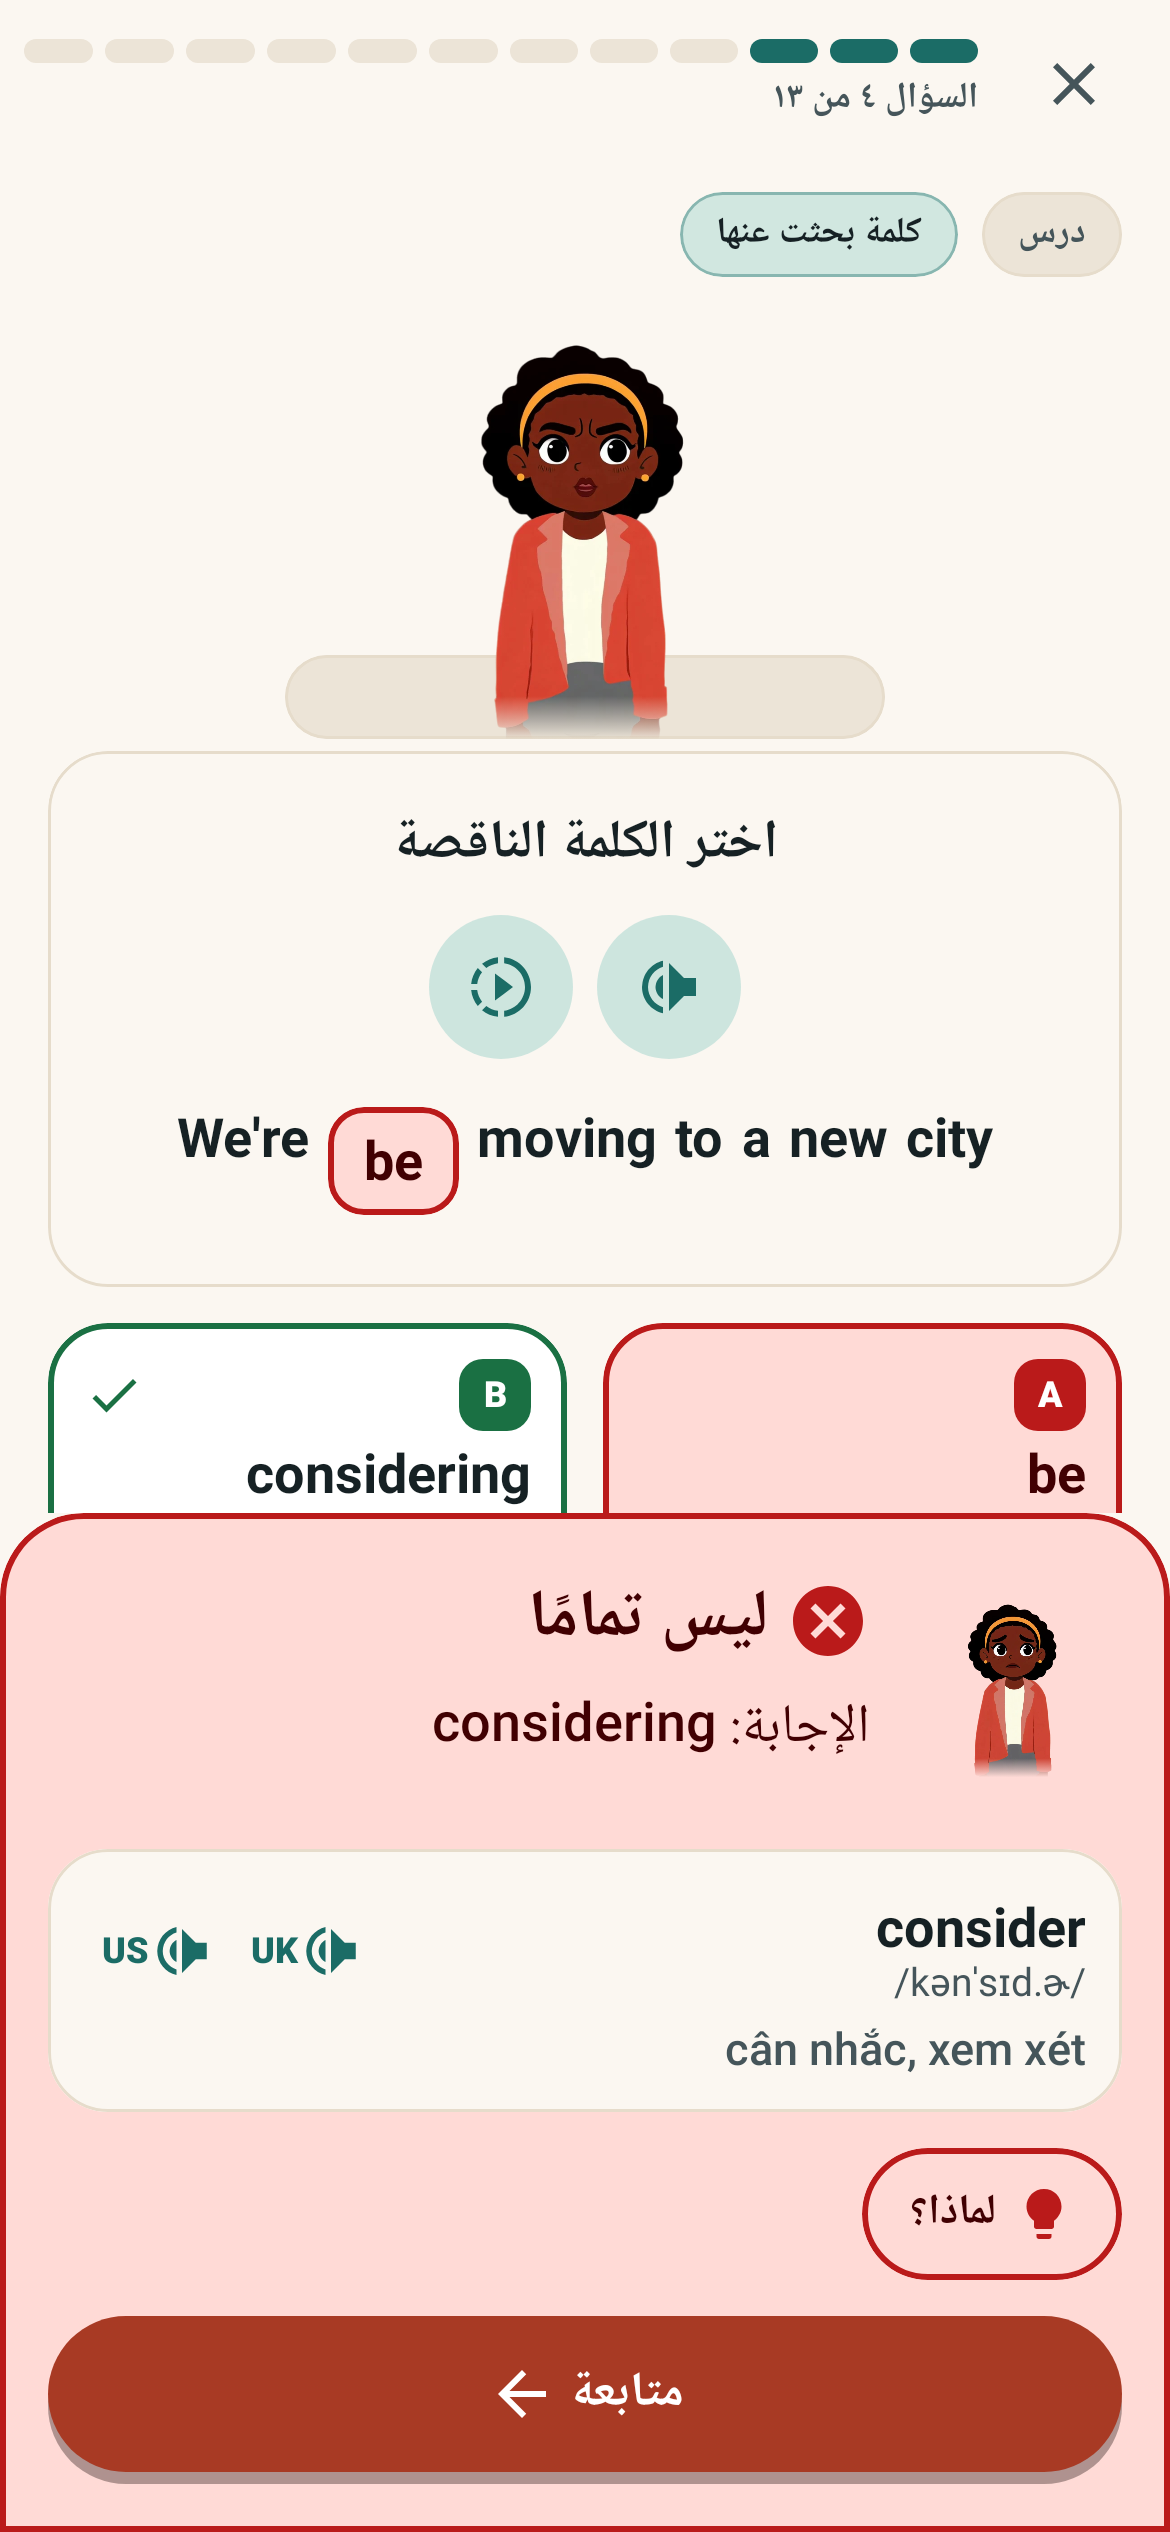 السؤال ٤ من ١٣
درس
كلمة بحثت عنها
اختر الكلمة الناقصة
We're be moving to a new city
A
be
B
considering
ليس تمامًا
الإجابة: considering
consider
/kənˈsɪd.ɚ/
cân nhắc, xem xét
UK
US
لماذا؟
متابعة